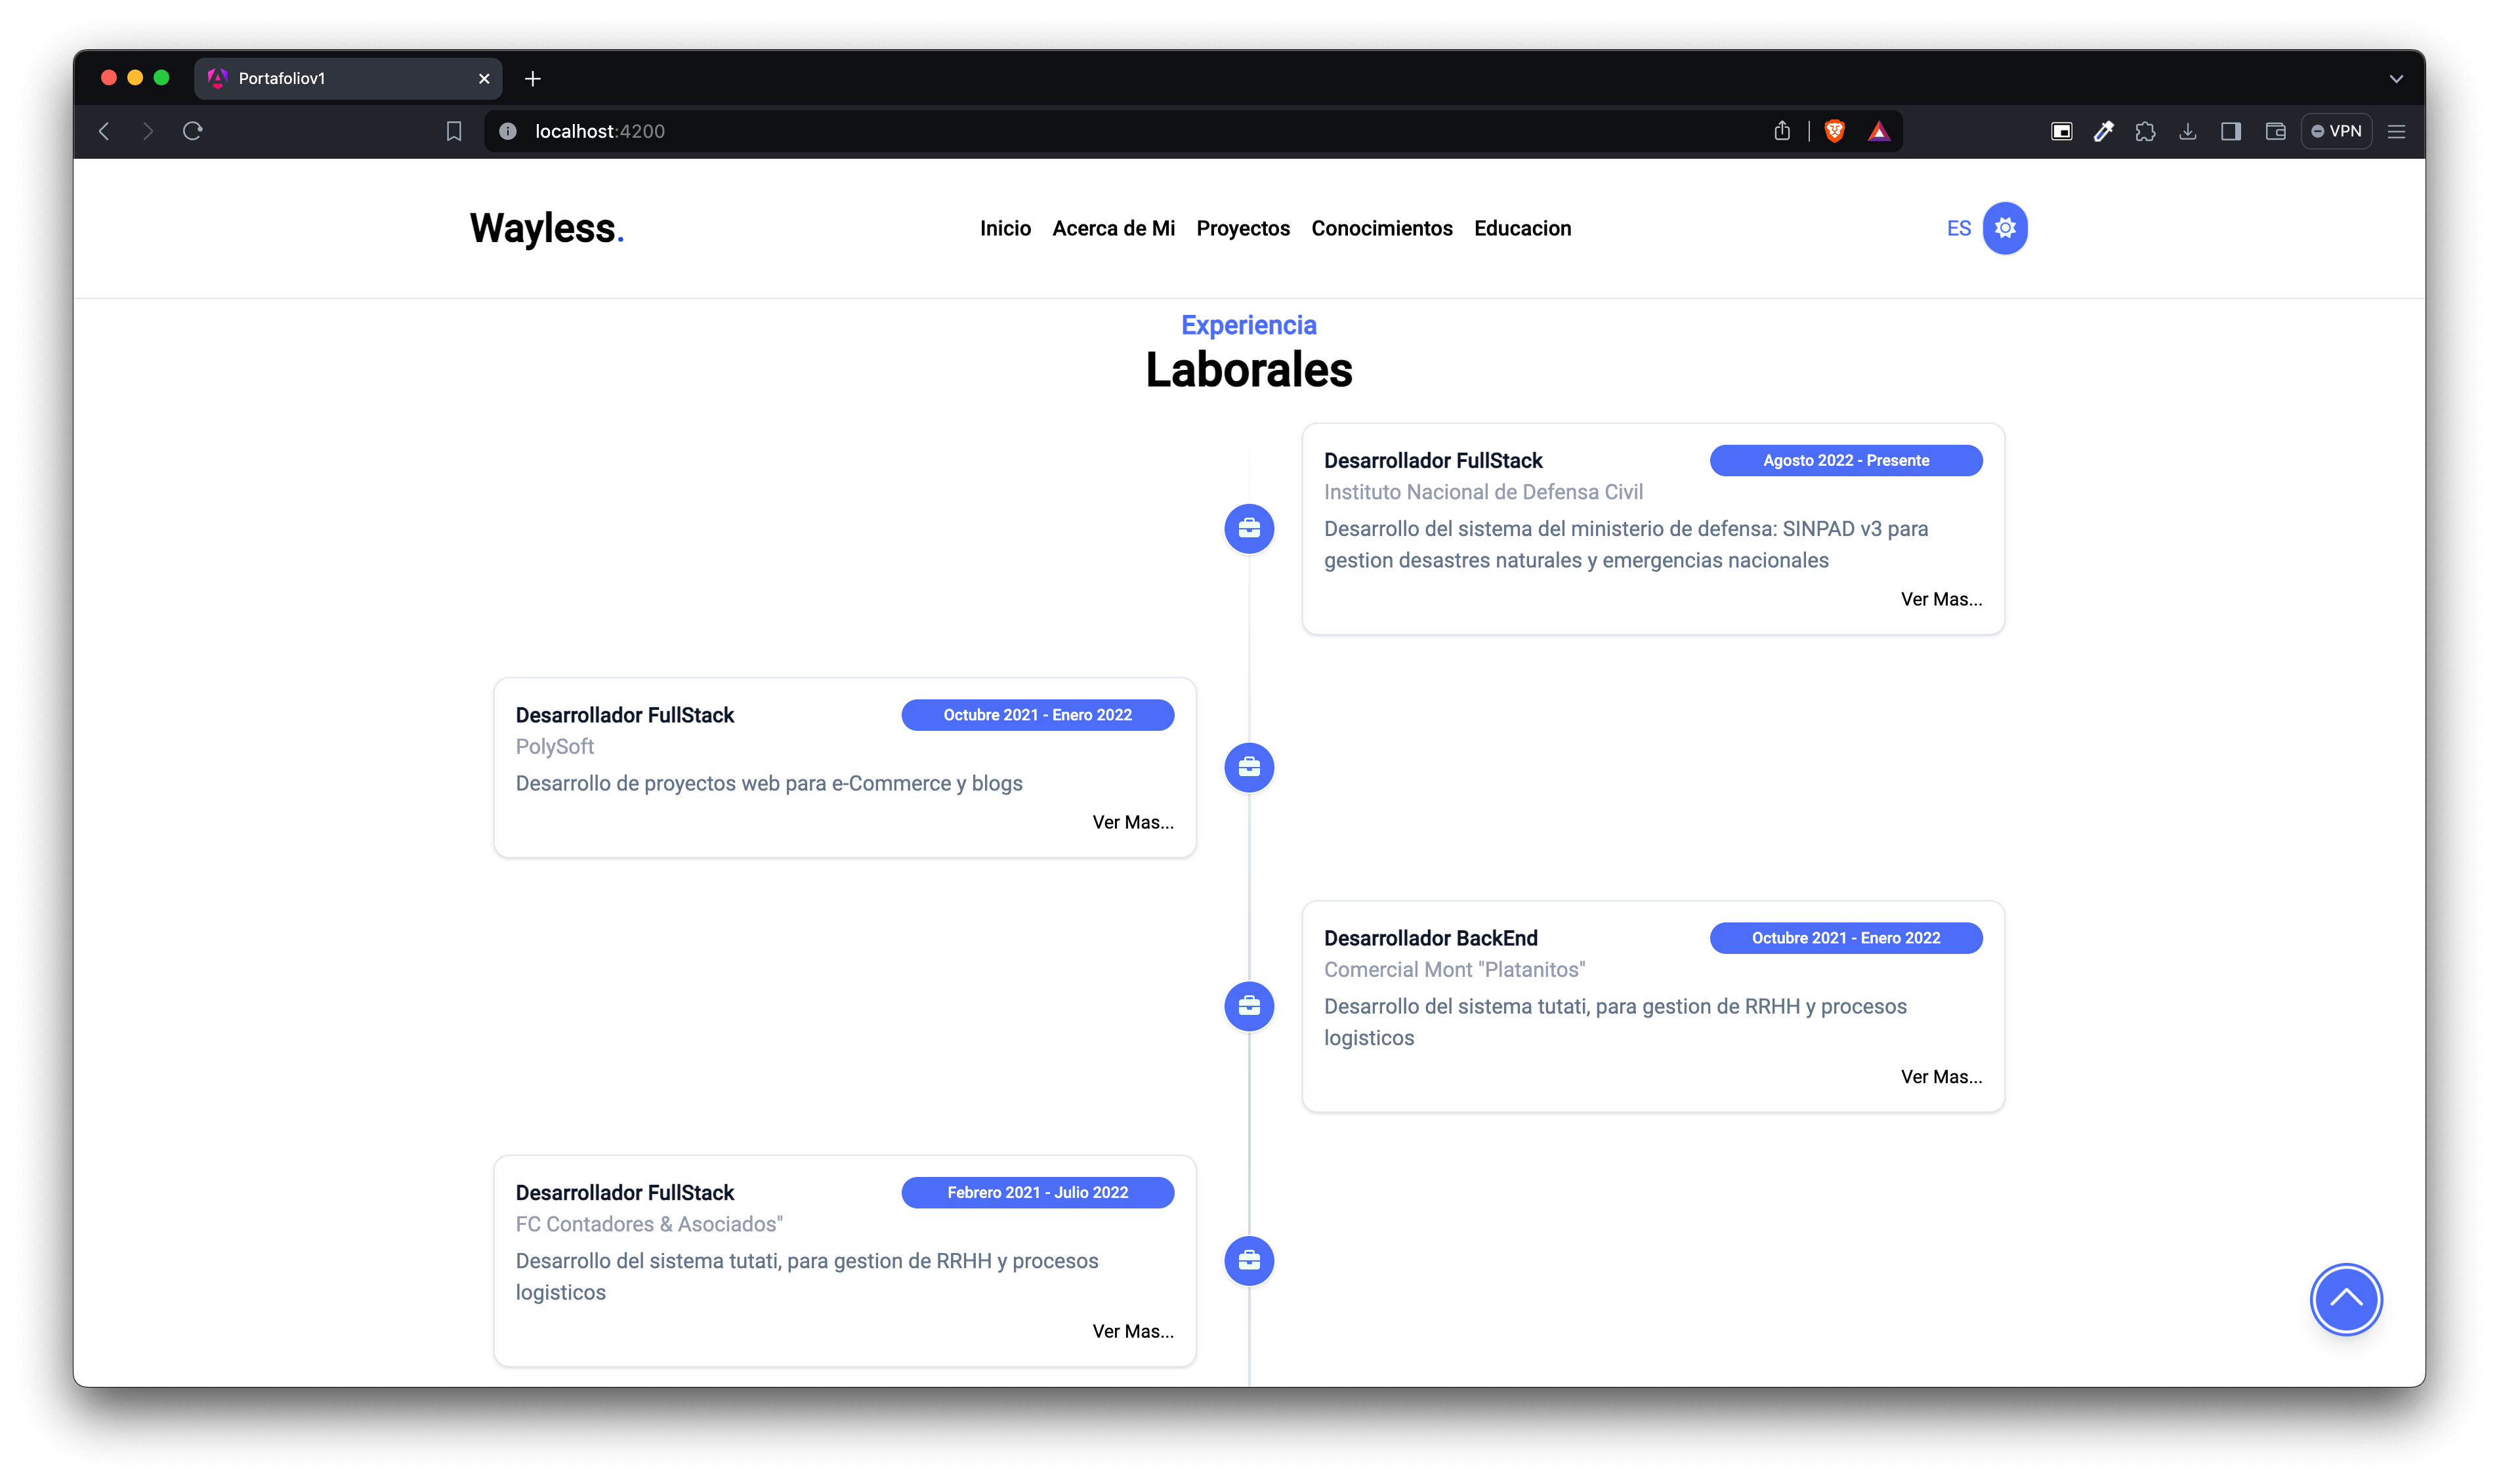 Portafoliov1
localhost:4200
VPN
Wayless.
Inicio Acerca de Mi Proyectos Conocimientos Educacion
ES
Experiencia
Laborales
Desarrollador FullStack
Agosto 2022 - Presente
Instituto Nacional de Defensa Civil
Desarrollo del sistema del ministerio de defensa: SINPAD v3 para
gestion desastres naturales y emergencias nacionales
Ver Mas...
Desarrollador FullStack
Octubre 2021 - Enero 2022
PolySoft
Desarrollo de proyectos web para e-Commerce y blogs
Ver Mas...
Desarrollador BackEnd
Octubre 2021 - Enero 2022
Comercial Mont "Platanitos"
Desarrollo del sistema tutati, para gestion de RRHH y procesos
logisticos
Ver Mas...
Desarrollador FullStack
Febrero 2021 - Julio 2022
FC Contadores & Asociados"
Desarrollo del sistema tutati, para gestion de RRHH y procesos
logisticos
Ver Mas...